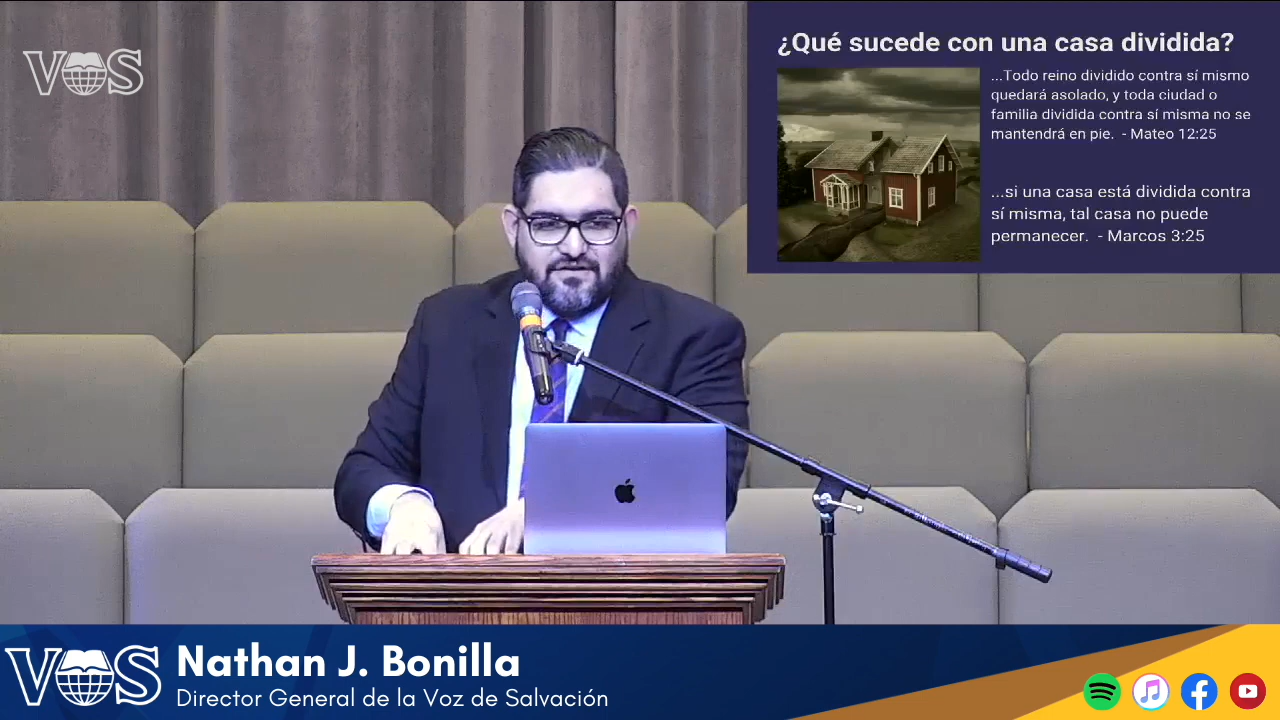 VOS
¿Qué sucede con una casa dividida?
...Todo reino dividido contra sí mismo
quedará asolado, y toda ciudad o
familia dividida contra sí misma no se
mantendrá en pie. - Mateo 12:25
...si una casa está dividida contra
sí misma, tal casa no puede
permanecer. - Marcos 3:25
VOS
Nathan J. Bonilla
Director General de la Voz de Salvación